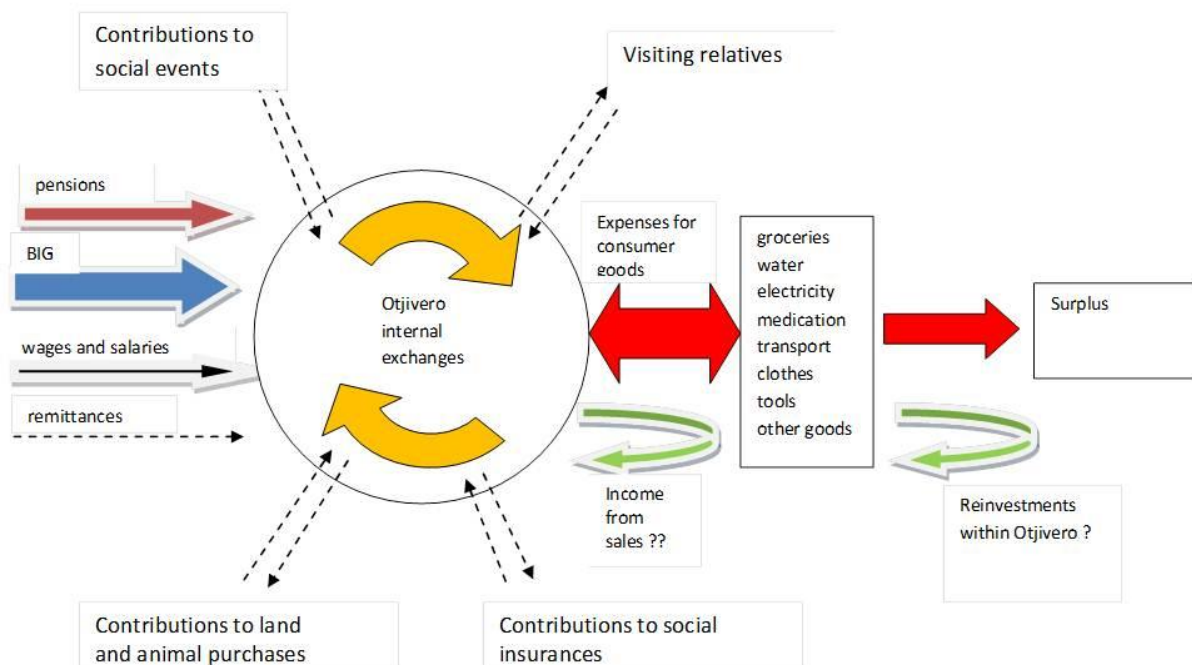 Contributions to
social events
Visiting relatives
pensions
BIG
wages and salaries
remittances
Otjivero
internal
exchanges
Expenses for
consumer
goods
groceries
water
electricity
medication
transport
clothes
tools
other goods
Surplus
Income
from
sales ??
Reinvestments
within Otjivero ?
Contributions to land
and animal purchases
Contributions to social
insurances